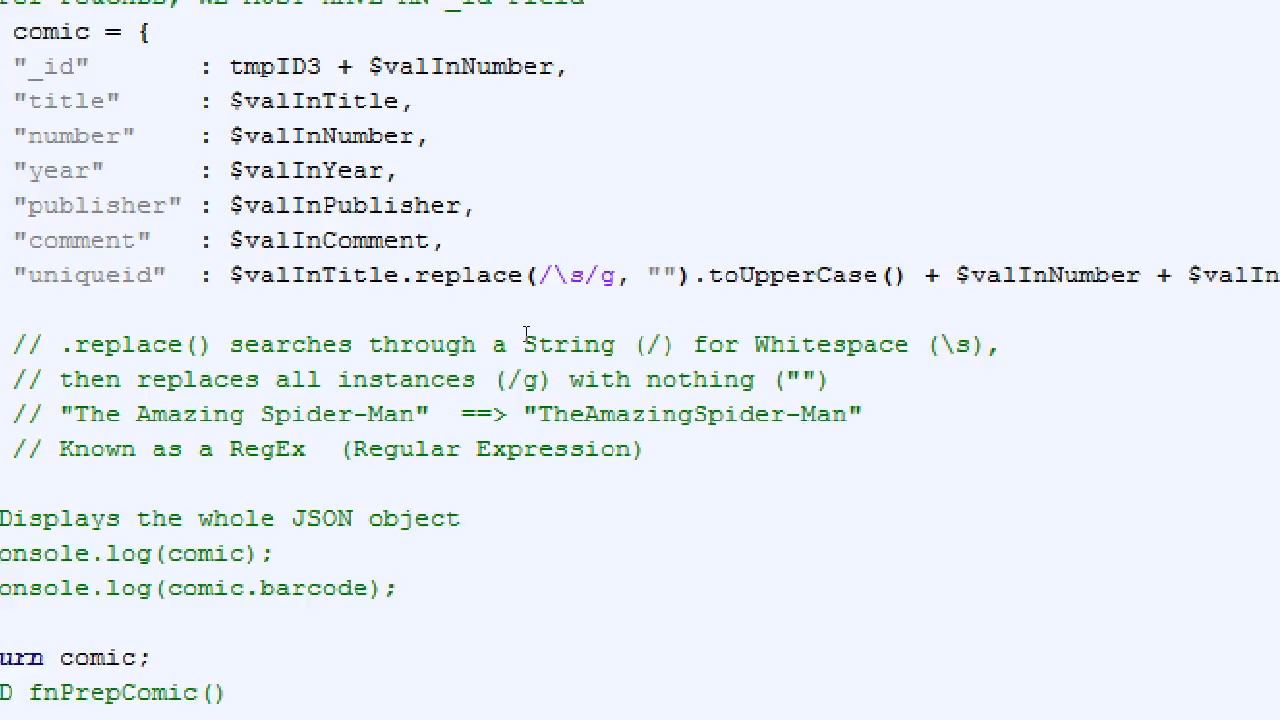 comic = {
"_id" : tmpID3 + $valInNumber,
"title" : $valInTitle,
"number" : $valInNumber,
"year" : $valInYear,
"publisher" : $valInPublisher,
"comment" : $valInComment,
"uniqueid" : $valInTitle.replace(/\s/g, "").toUpperCase() + $valInNumber + $valIn
// .replace() searches through a String (/) for Whitespace (\s),
// then replaces all instances (/g) with nothing ("")
// "The Amazing Spider-Man" ==> "TheAmazingSpider-Man"
// Known as a RegEx (Regular Expression)
Displays the whole JSON object
onsole.log(comic);
onsole.log(comic.barcode);
urn comic;
D fnPrepComic()